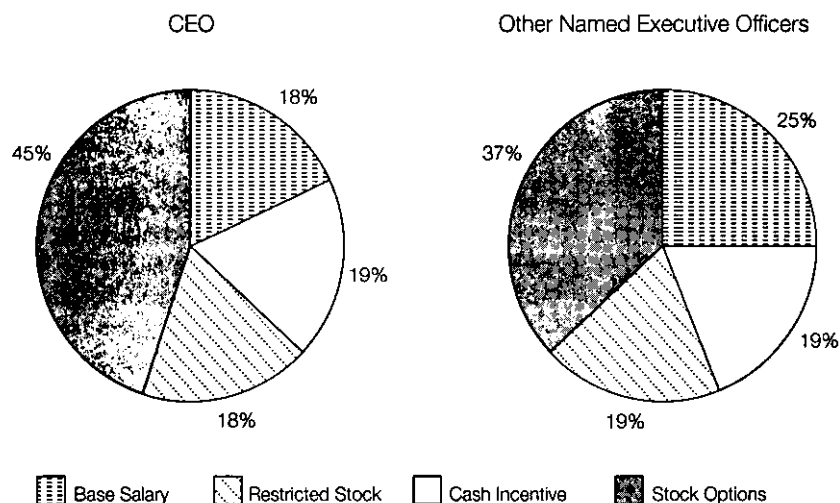 CEO
Other Named Executive Officers
18%
25%
45%
37%
19%
19%
18%
19%
Base Salary
Restricted Stock
Cash Incentive
Stock Options